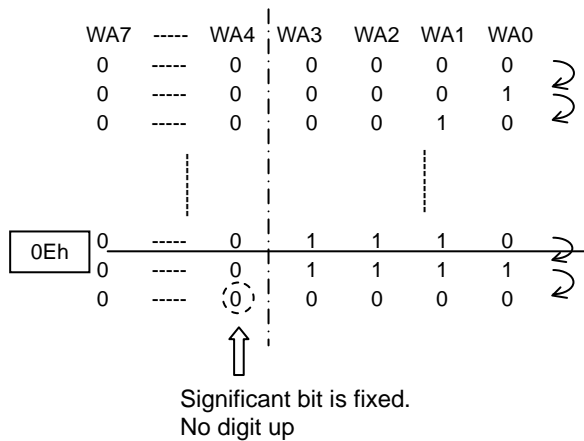 WA7 ----- WA4 WA3 WA2 WA1 WA0
0 ----- 0 0 0 0 0
0 ----- 0 0 0 0 1
0 ----- 0 0 0 1 0
0Eh
0 ----- 0 1 1 1 0
0 ----- 0 1 1 1 1
0 ----- 0 0 0 0 0
Significant bit is fixed.
No digit up